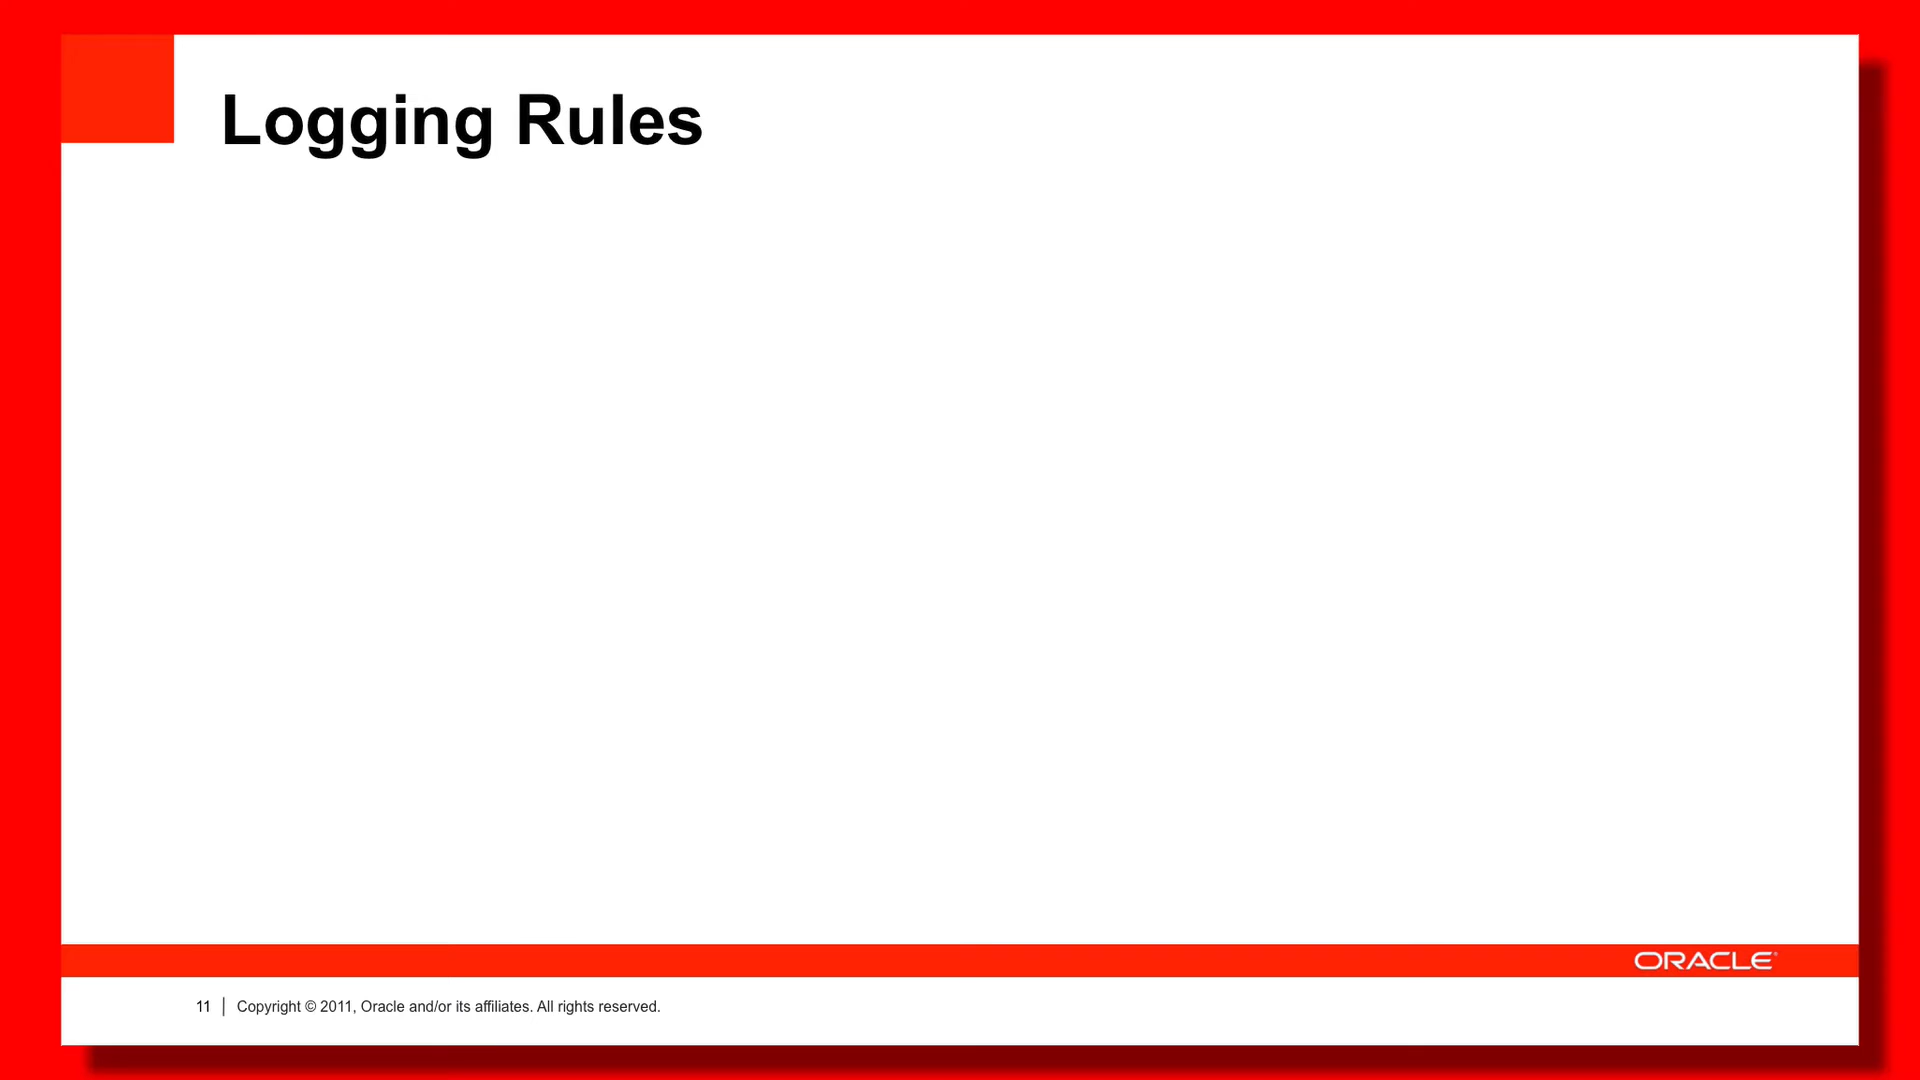 Logging Rules
ORACLE
11 | Copyright © 2011, Oracle and/or its affiliates. All rights reserved.